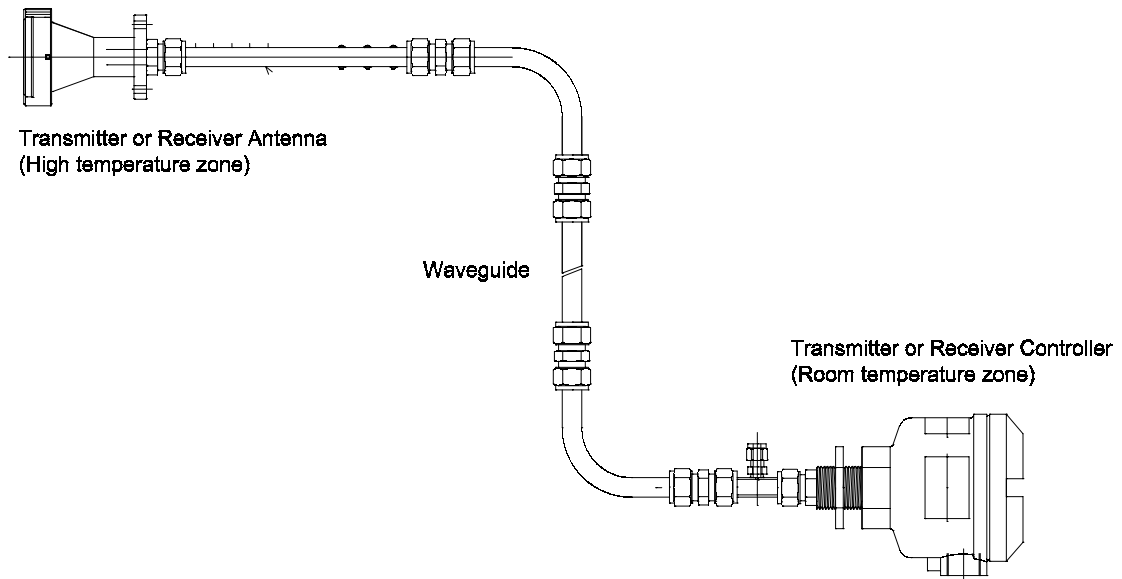 Transmitter or Receiver Antenna
(High temperature zone)
Waveguide
Transmitter or Receiver Controller
(Room temperature zone)